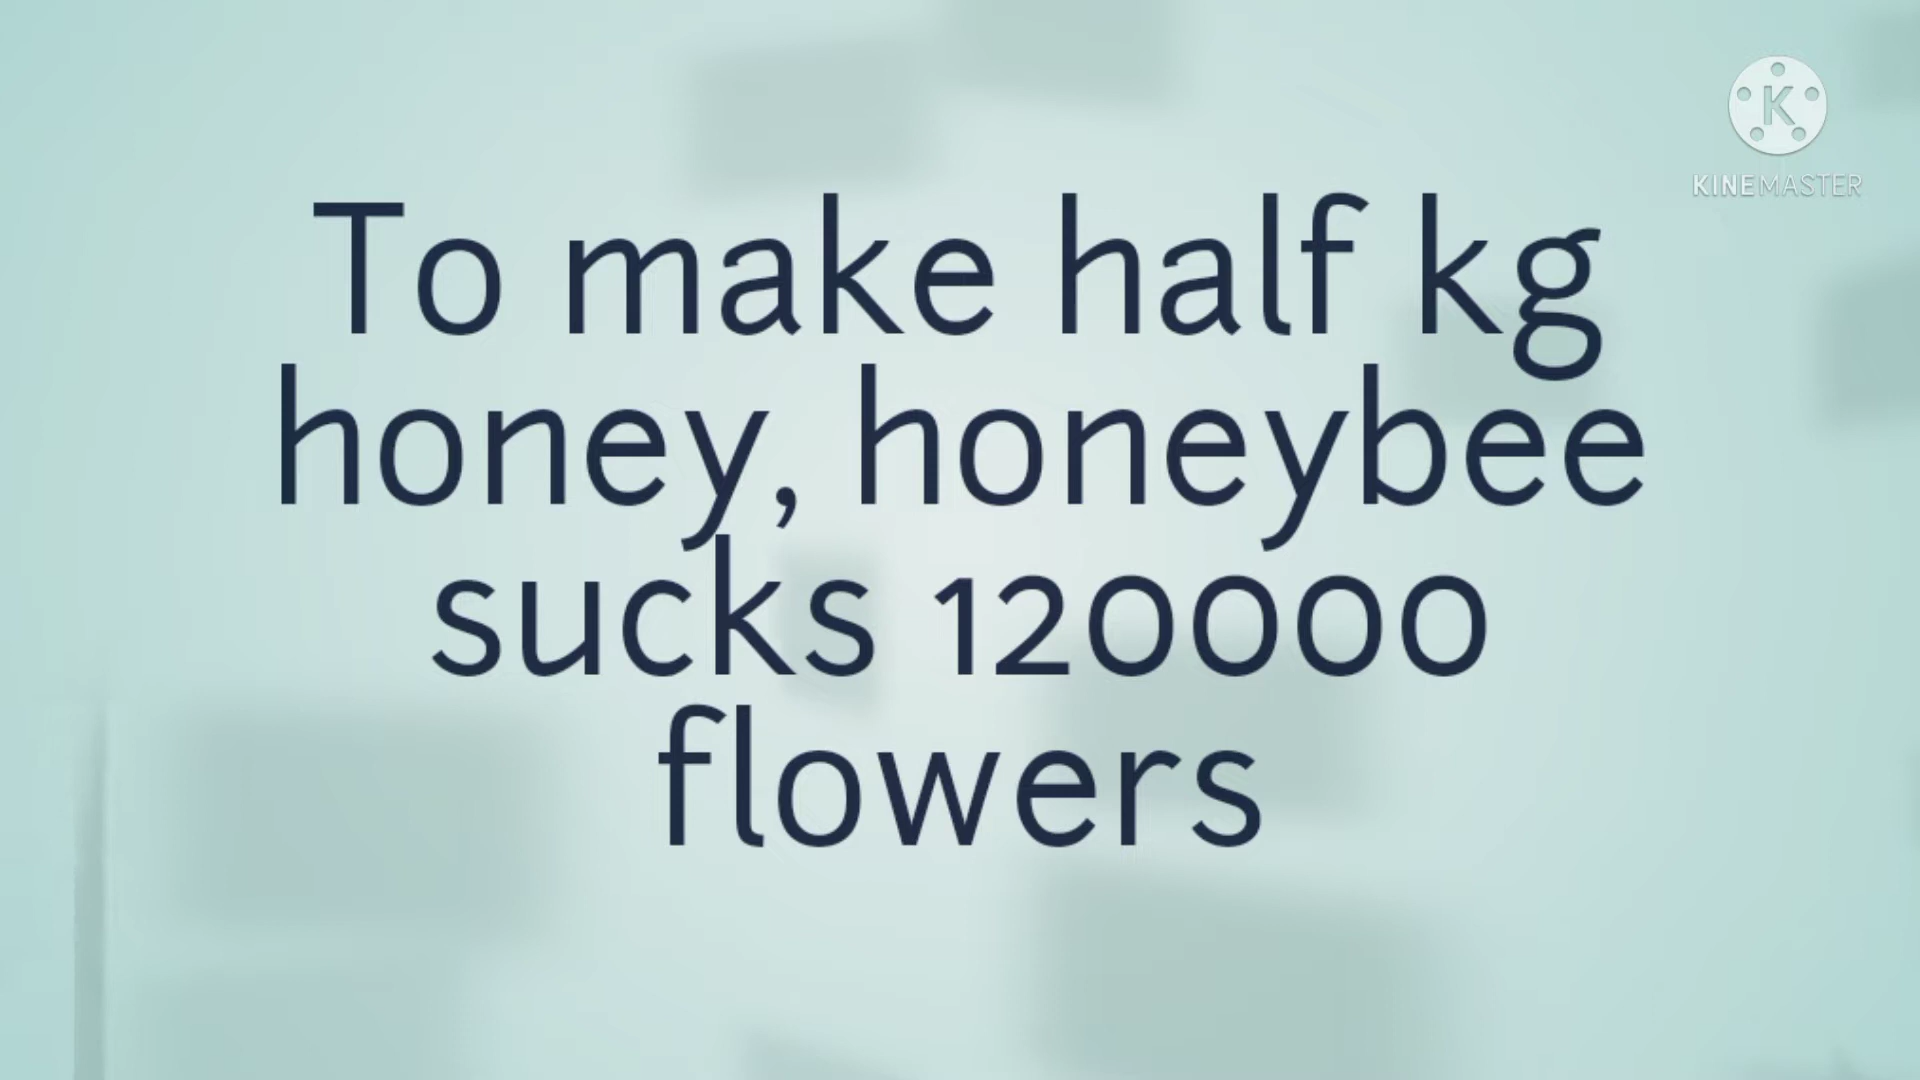 K
KINEMASTER
To make half kg
honey, honeybee
sucks 120000
flowers